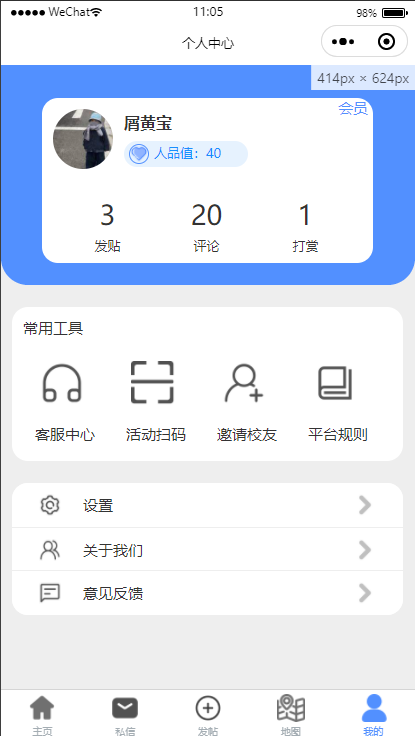 WeChat
11:05
98%
个人中心
414px × 624px
会员
屑黄宝
人品值：40
3 20 1
发贴 评论 打赏
常用工具
客服中心 活动扫码 邀请校友 平台规则
设置
关于我们
意见反馈
主页 私信 发帖 地图 我的